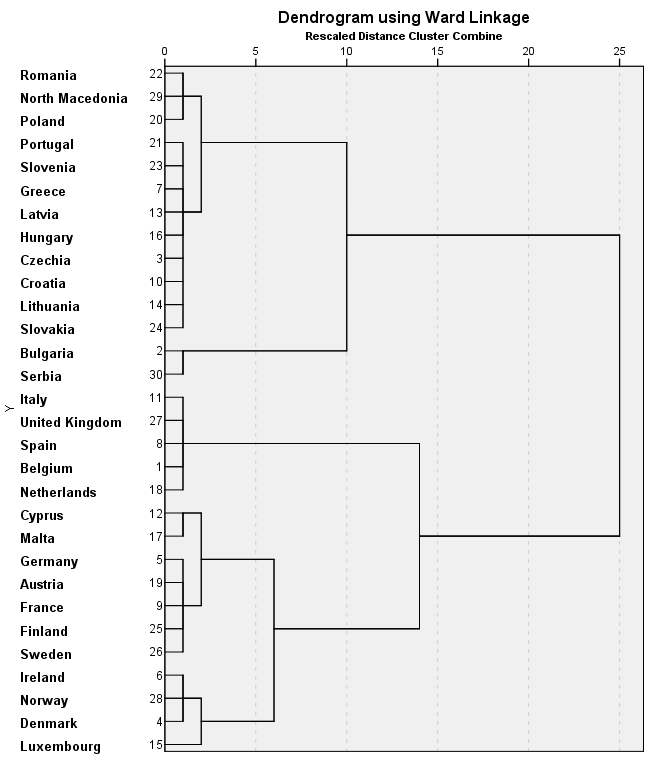 Dendrogram using Ward Linkage
Rescaled Distance Cluster Combine
0 5 10 15 20 25
Romania 22
North Macedonia 29
Poland 20
Portugal 21
Slovenia 23
Greece 7
Latvia 13
Hungary 16
Czechia 3
Croatia 10
Lithuania 14
Slovakia 24
Bulgaria 2
Serbia 30
Italy 11
Y
United Kingdom 27
Spain 8
Belgium 1
Netherlands 18
Cyprus 12
Malta 17
Germany 5
Austria 19
France 9
Finland 25
Sweden 26
Ireland 6
Norway 28
Denmark 4
Luxembourg 15